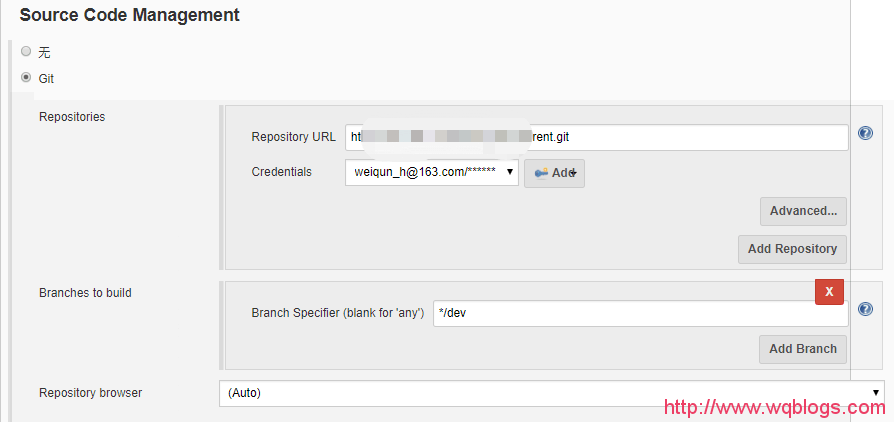 Source Code Management
无
Git
Repositories
Repository URL ht rent.git
Credentials weiqun_h@163.com/****** Add
Advanced...
Add Repository
Branches to build
X
Branch Specifier (blank for 'any') */dev
Add Branch
Repository browser (Auto)
http://www.wqblogs.com